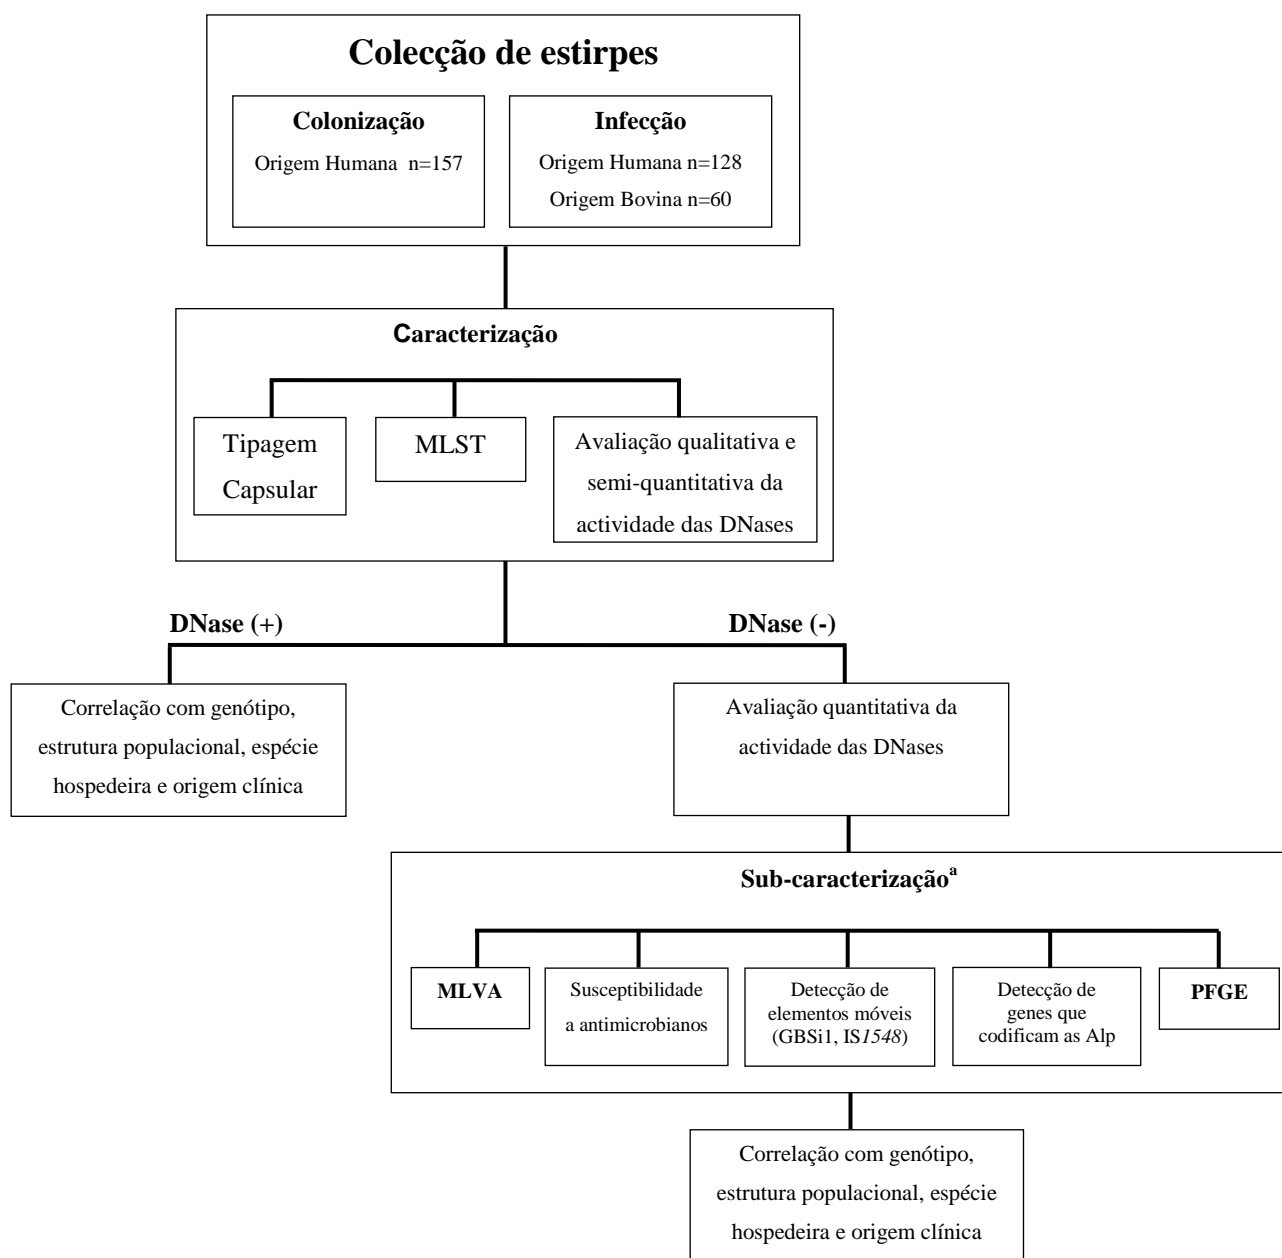 Colecção de estirpes
Colonização
Origem Humana n=157
Infecção
Origem Humana n=128
Origem Bovina n=60
Caracterização
Tipagem
Capsular
MLST
Avaliação qualitativa e
semi-quantitativa da
actividade das DNases
DNase (+)
DNase (-)
Correlação com genótipo,
estrutura populacional, espécie
hospedeira e origem clínica
Avaliação quantitativa da
actividade das DNases
Sub-caracterização<sup>a</sup>
MLVA
Susceptibilidade
a antimicrobianos
Detecção de
elementos móveis
(GBSi1, IS1548)
Detecção de
genes que
codificam as Alp
PFGE
Correlação com genótipo,
estrutura populacional, espécie
hospedeira e origem clínica